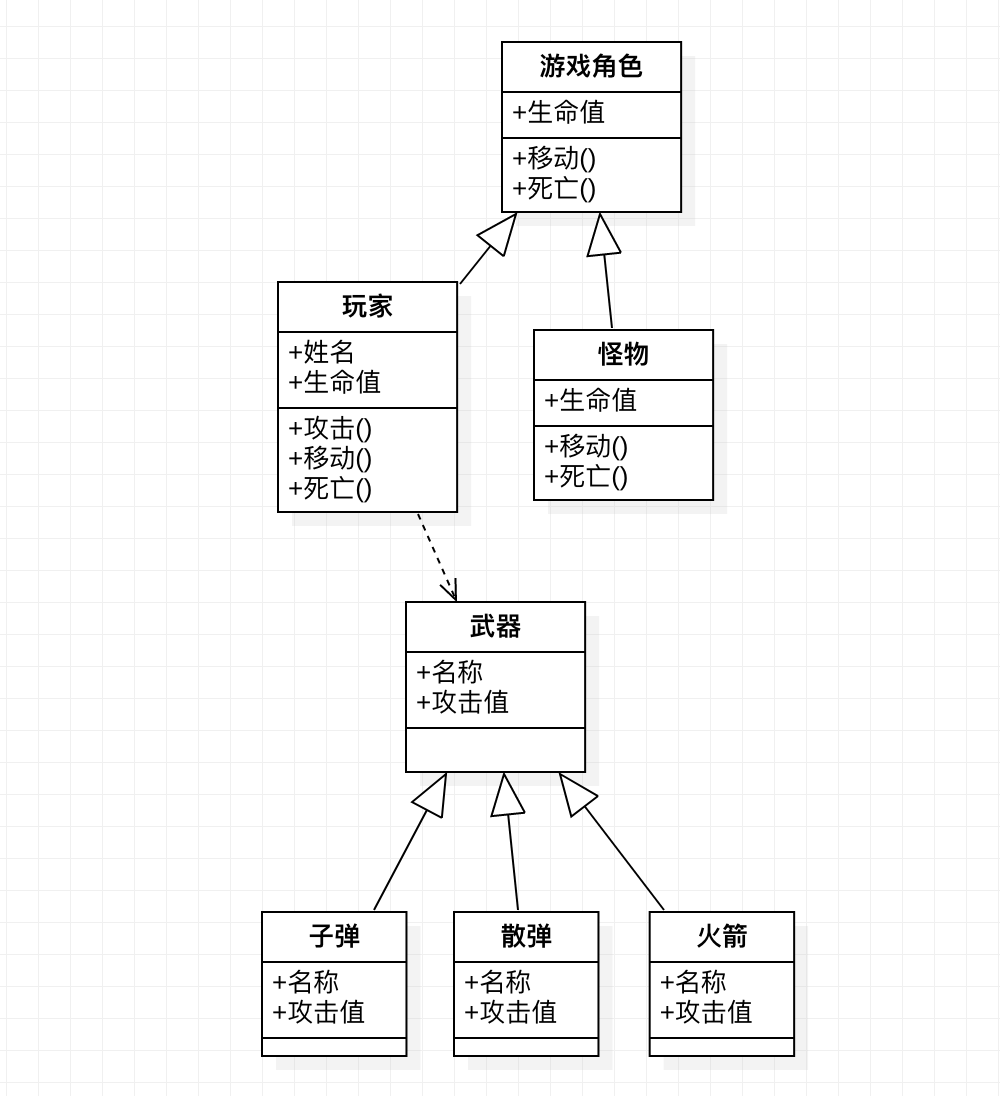 游戏角色
+生命值
+移动()
+死亡()
玩家
+姓名
+生命值
+攻击()
+移动()
+死亡()
怪物
+生命值
+移动()
+死亡()
武器
+名称
+攻击值
子弹
+名称
+攻击值
散弹
+名称
+攻击值
火箭
+名称
+攻击值